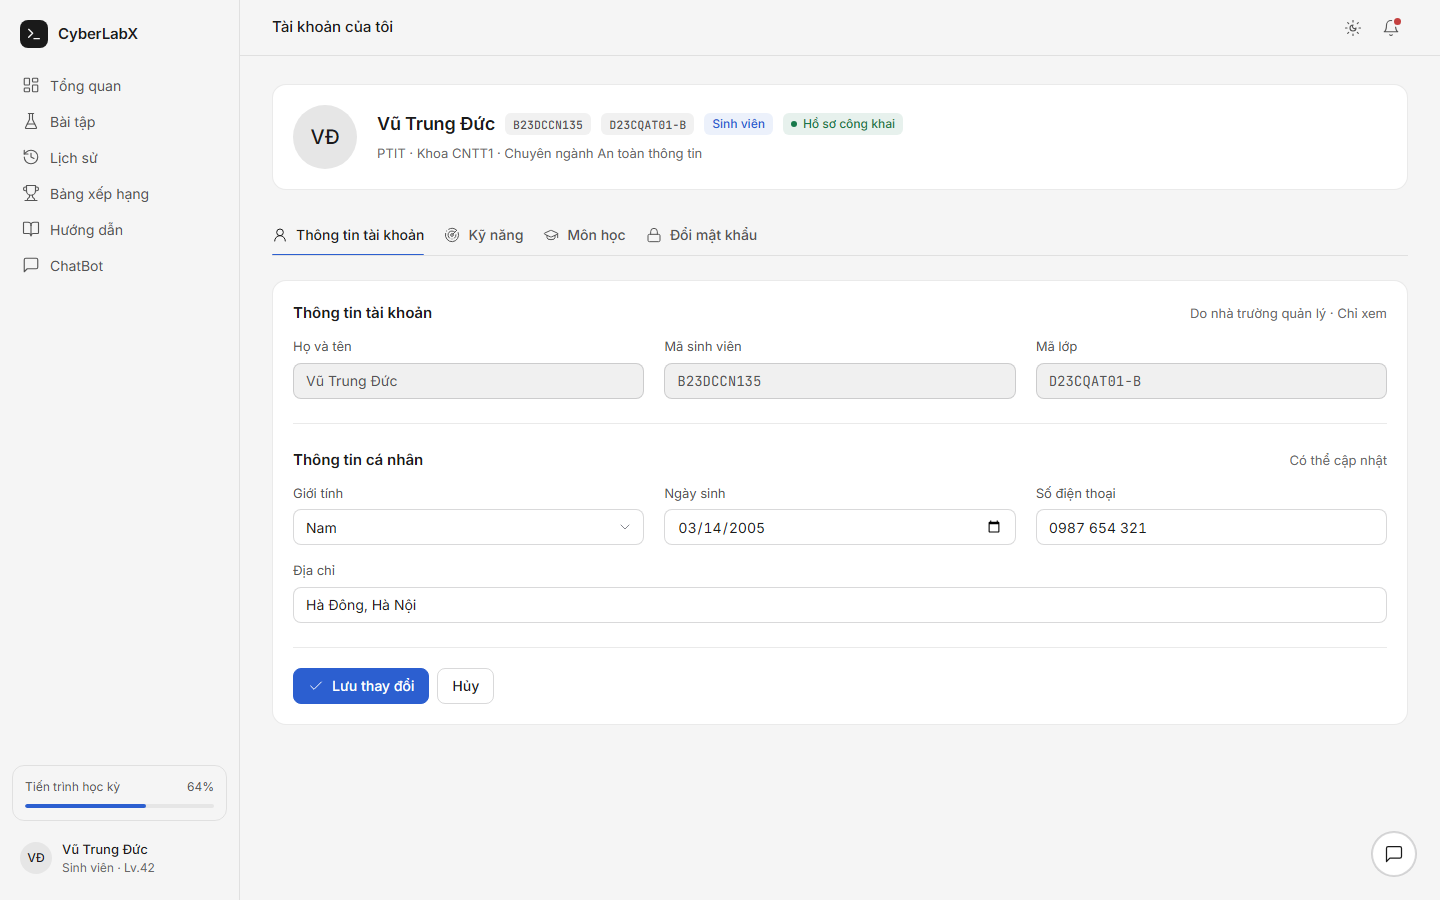 CyberLabX
Tổng quan
Bài tập
Lịch sử
Bảng xếp hạng
Hướng dẫn
ChatBot
Tiến trình học kỳ 64%
VĐ Vũ Trung Đức
Sinh viên · Lv.42
Tài khoản của tôi
VĐ
Vũ Trung Đức B23DCCN135 D23CQAT01-B Sinh viên Hồ sơ công khai
PTIT · Khoa CNTT1 · Chuyên ngành An toàn thông tin
Thông tin tài khoản Kỹ năng Môn học Đổi mật khẩu
Thông tin tài khoản Do nhà trường quản lý · Chỉ xem
Họ và tên Mã sinh viên Mã lớp
Vũ Trung Đức B23DCCN135 D23CQAT01-B
Thông tin cá nhân Có thể cập nhật
Giới tính Ngày sinh Số điện thoại
Nam 03/14/2005 0987 654 321
Địa chỉ
Hà Đông, Hà Nội
Lưu thay đổi Hủy